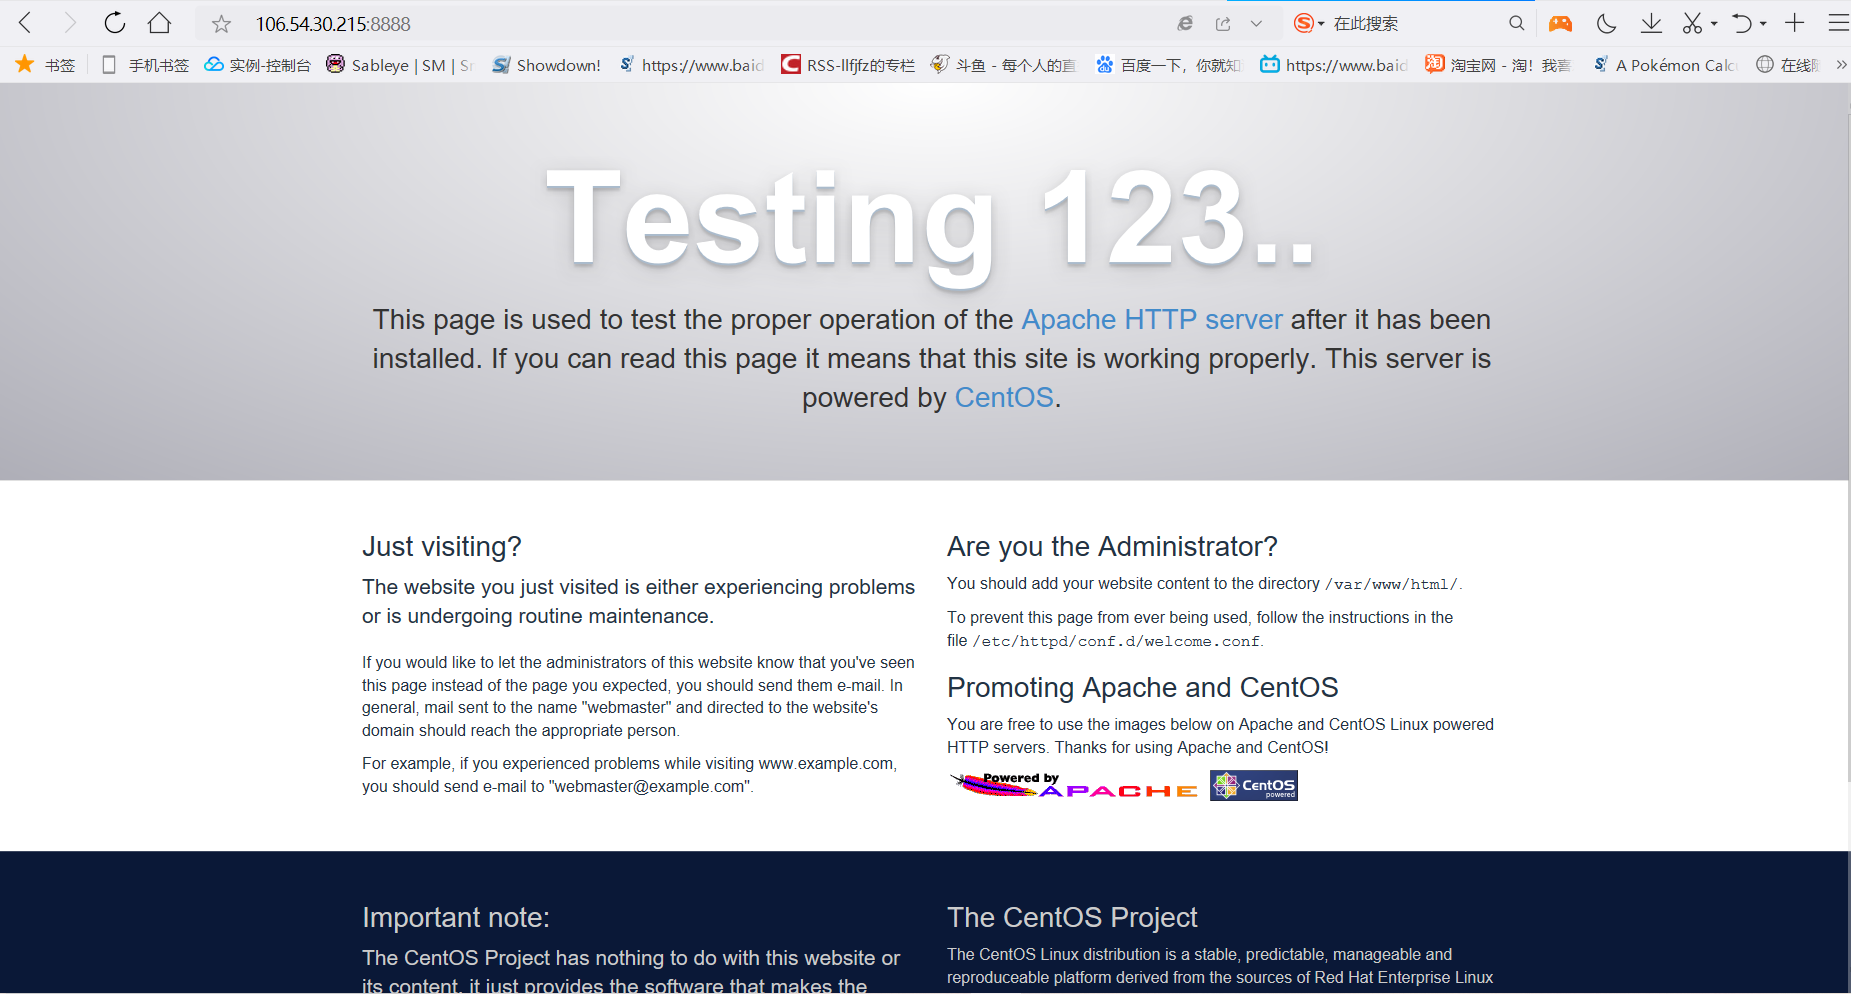 106.54.30.215:8888
在此搜索
书签
手机书签
实例-控制台
Sableye | SM | Sm
Showdown!
https://www.baid
RSS-llfjfz的专栏
斗鱼 - 每个人的直
百度一下，你就知
https://www.baid
淘宝网 - 淘！我喜
A Pokémon Calc
在线
Testing 123..
This page is used to test the proper operation of the Apache HTTP server after it has been
installed. If you can read this page it means that this site is working properly. This server is
powered by CentOS.
Just visiting?
The website you just visited is either experiencing problems
or is undergoing routine maintenance.
If you would like to let the administrators of this website know that you've seen
this page instead of the page you expected, you should send them e-mail. In
general, mail sent to the name "webmaster" and directed to the website's
domain should reach the appropriate person.
For example, if you experienced problems while visiting www.example.com,
you should send e-mail to "webmaster@example.com".
Are you the Administrator?
You should add your website content to the directory /var/www/html/.
To prevent this page from ever being used, follow the instructions in the
file /etc/httpd/conf.d/welcome.conf.
Promoting Apache and CentOS
You are free to use the images below on Apache and CentOS Linux powered
HTTP servers. Thanks for using Apache and CentOS!
Powered by
APACHE
CentOS
powered
Important note:
The CentOS Project has nothing to do with this website or
its content, it just provides the software that makes the
The CentOS Project
The CentOS Linux distribution is a stable, predictable, manageable and
reproduceable platform derived from the sources of Red Hat Enterprise Linux